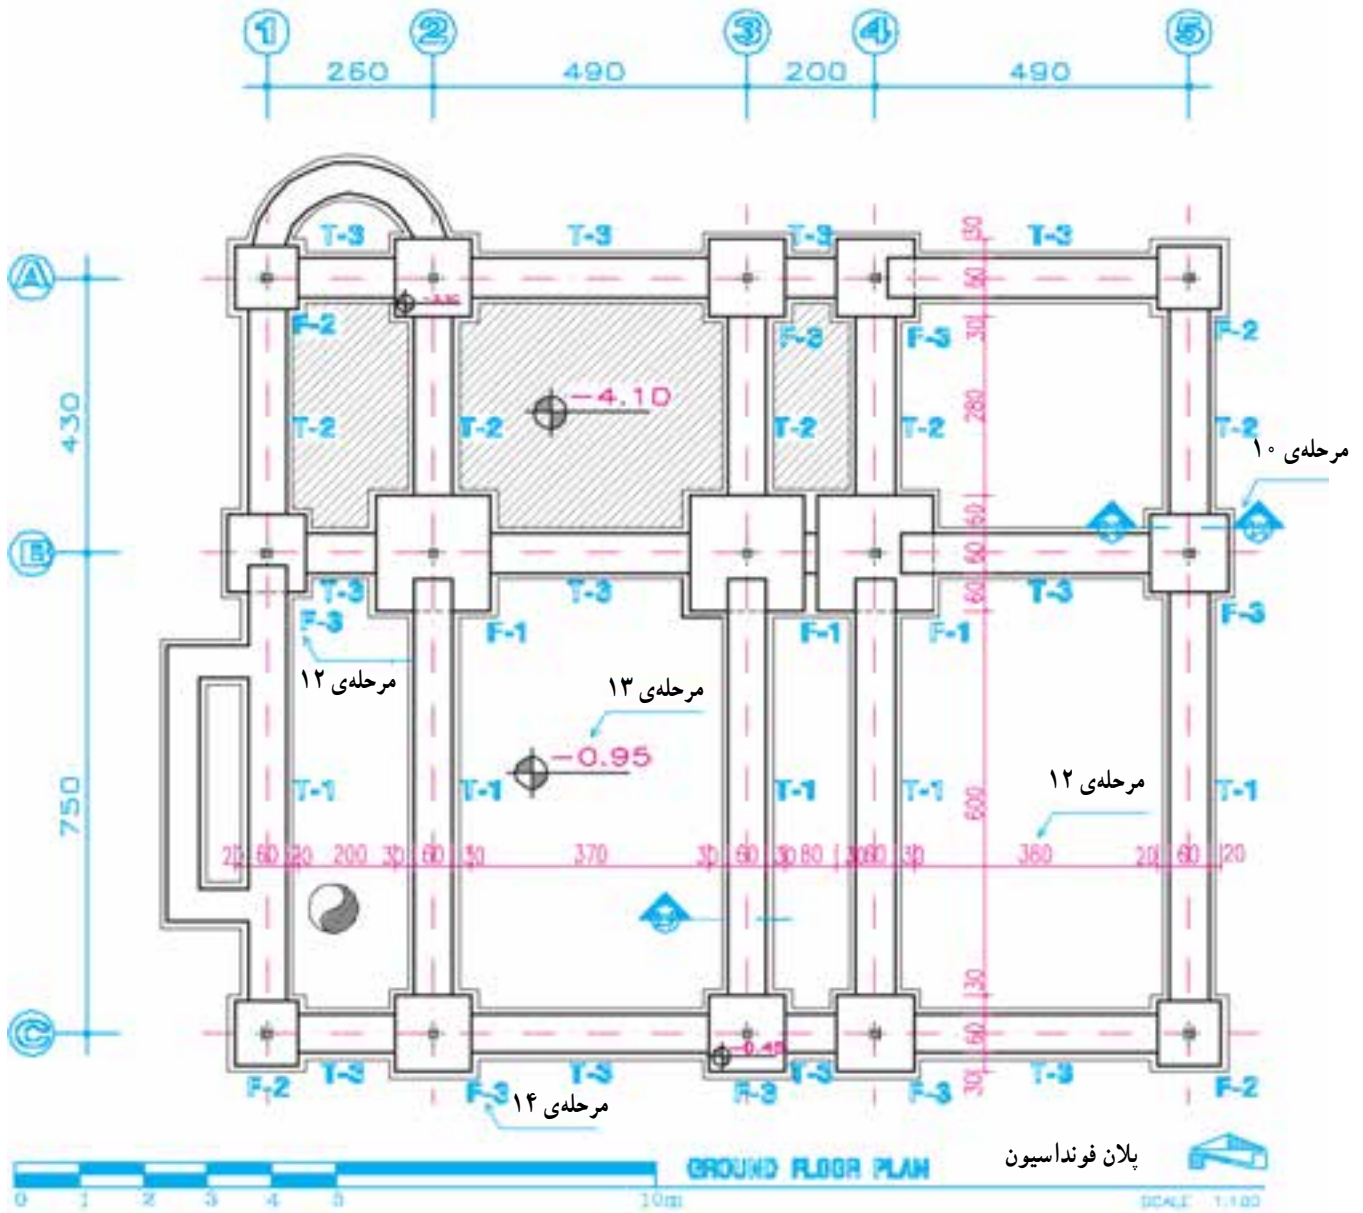 1 2 3 4 5
260 490 200 490
T-3 T-3 T-3 T-3
30
A
60
F-2 F-3 F-3 F-2
30
-4.10
430
280
T-2 T-2 T-2 T-2 T-2
مرحله‌ی ۱۰
60
B
60
T-3 T-3 T-3
60
F-3 F-1 F-1 F-1 F-3
مرحله‌ی ۱۲
مرحله‌ی ۱۳
-0.95
مرحله‌ی ۱۲
750
T-1 T-1 T-1 T-1 T-1
600
20 60 20 200 30 60 30 370 30 60 30 80 30 60 30 360 20 60 20
30
C
60
-0.45
T-3 T-3 T-3 T-3
30
F-2 F-3 F-3 F-3 F-2
مرحله‌ی ۱۴
پلان فونداسیون
GROUND FLOOR PLAN
0 1 2 3 4 5 10m
SCALE 1:100